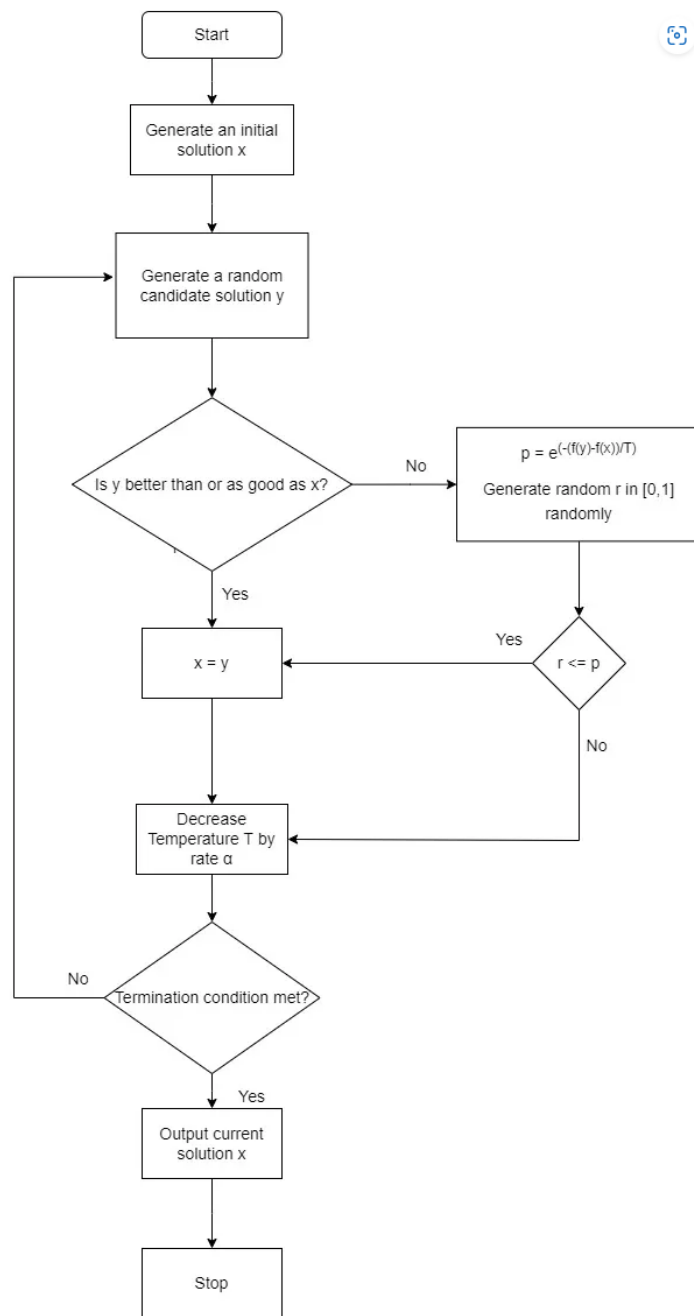 Start
Generate an initial
solution x
Generate a random
candidate solution y
Is y better than or as good as x?
No
p = e^(-(f(y)-f(x))/T)
Generate random r in [0,1]
randomly
Yes
x = y
Yes
r <= p
No
Decrease
Temperature T by
rate α
No
Termination condition met?
Yes
Output current
solution x
Stop